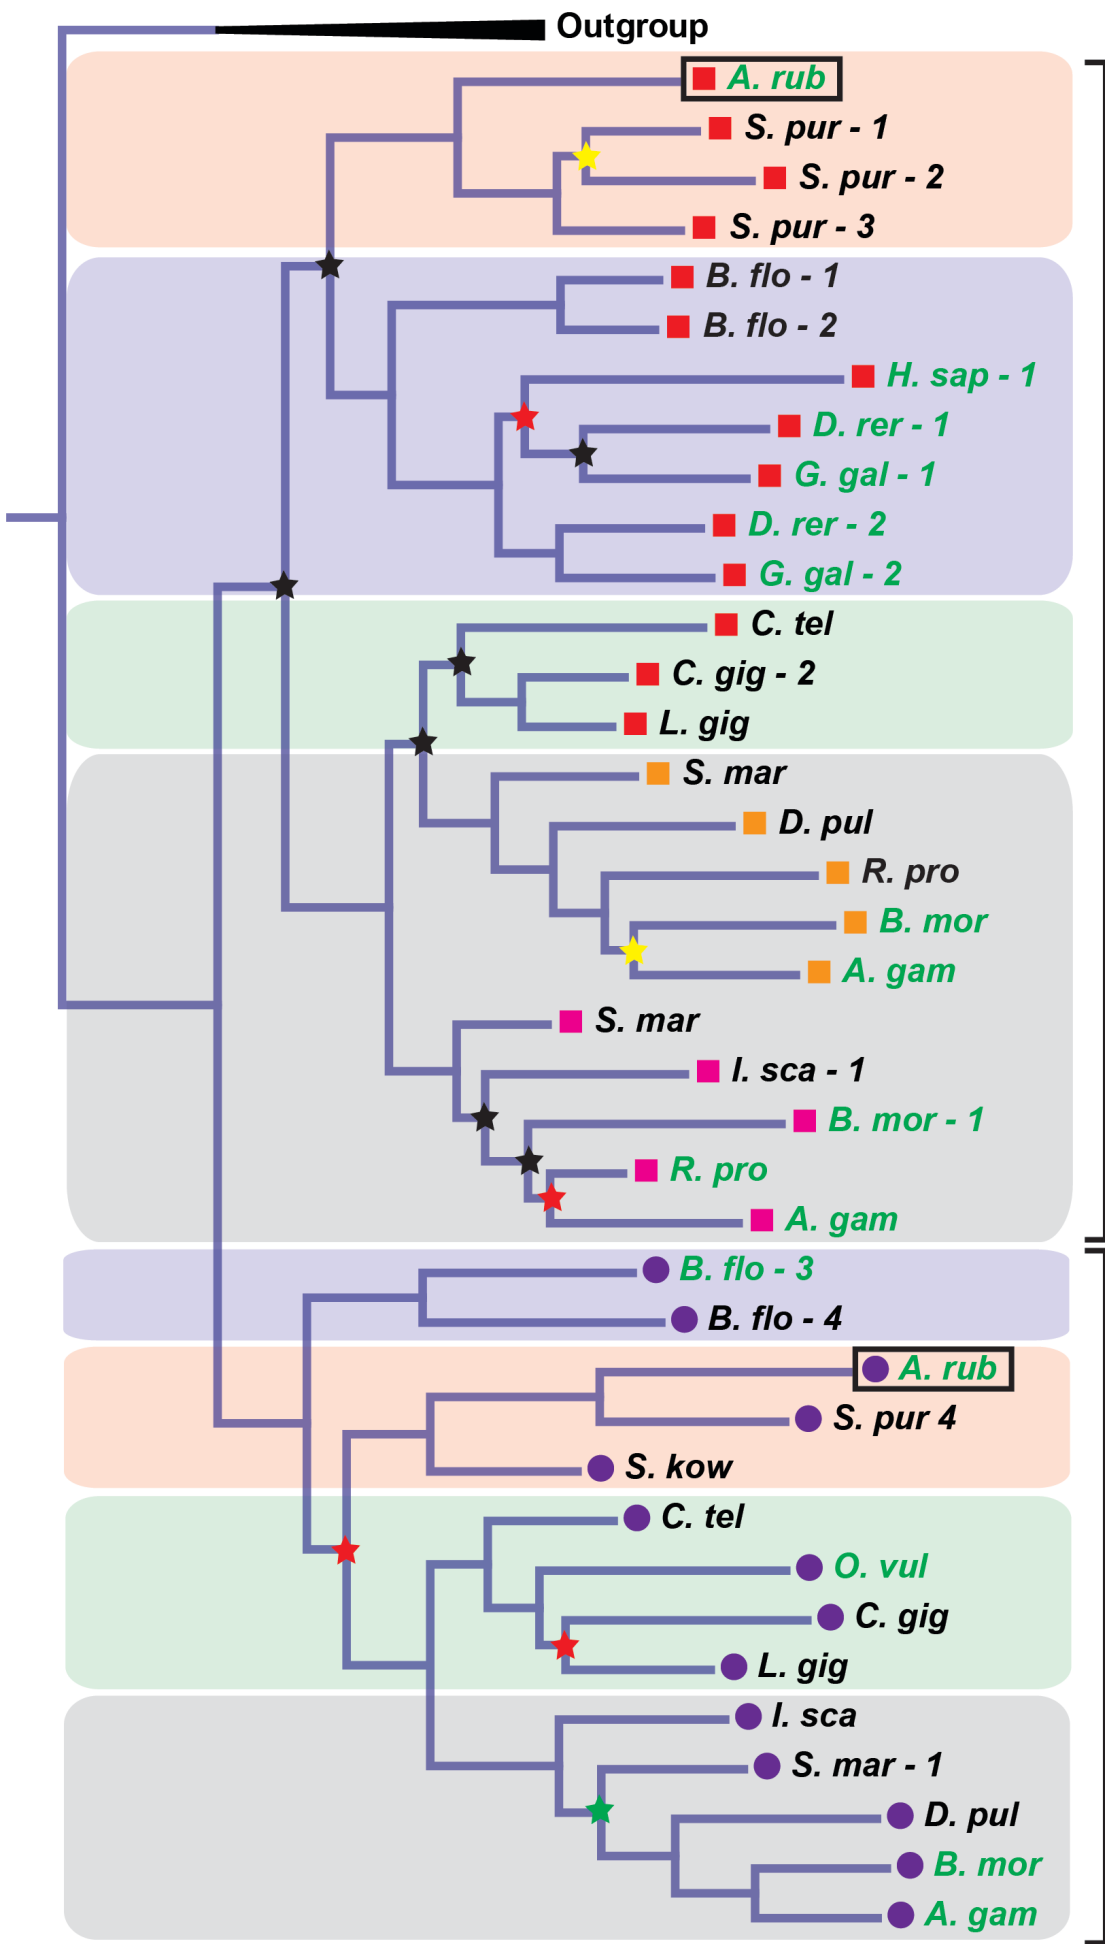 Outgroup
A. rub
S. pur - 1
S. pur - 2
S. pur - 3
B. flo - 1
B. flo - 2
H. sap - 1
D. rer - 1
G. gal - 1
D. rer - 2
G. gal - 2
C. tel
C. gig - 2
L. gig
S. mar
D. pul
R. pro
B. mor
A. gam
S. mar
I. sca - 1
B. mor - 1
R. pro
A. gam
B. flo - 3
B. flo - 4
A. rub
S. pur 4
S. kow
C. tel
O. vul
C. gig
L. gig
I. sca
S. mar - 1
D. pul
B. mor
A. gam